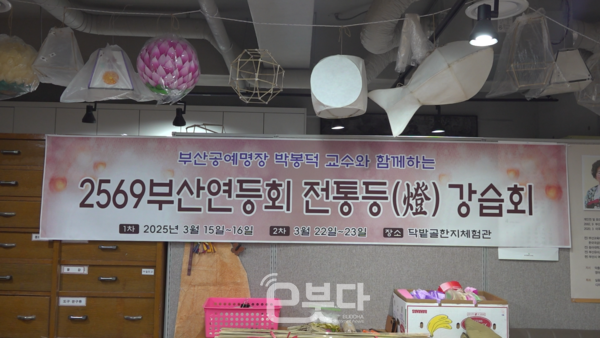 부산공예명장 박봉덕 교수와 함께하는
2569부산연등회 전통등(燈) 강습회
1차 2025년 3월 15일~16일 2차 3월 22일~23일 장소 닥밭골한지체험관
e붓다